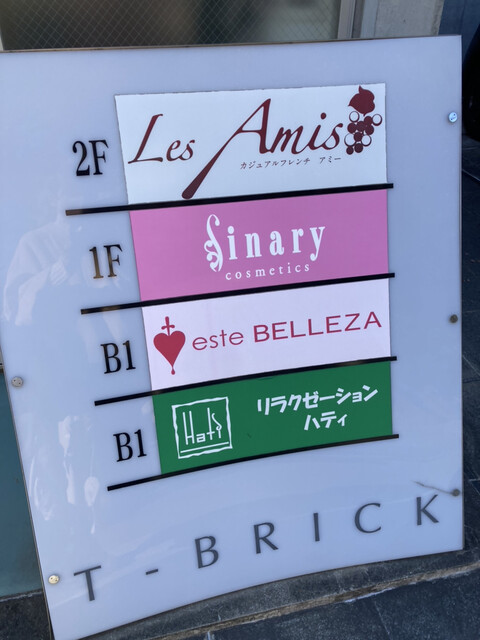 2F
Les Amis
カジュアルフレンチ アミー
1F
Sinary
cosmetics
B1
este BELLEZA
B1
Hati
リラクゼーション
ハティ
T-BRICK